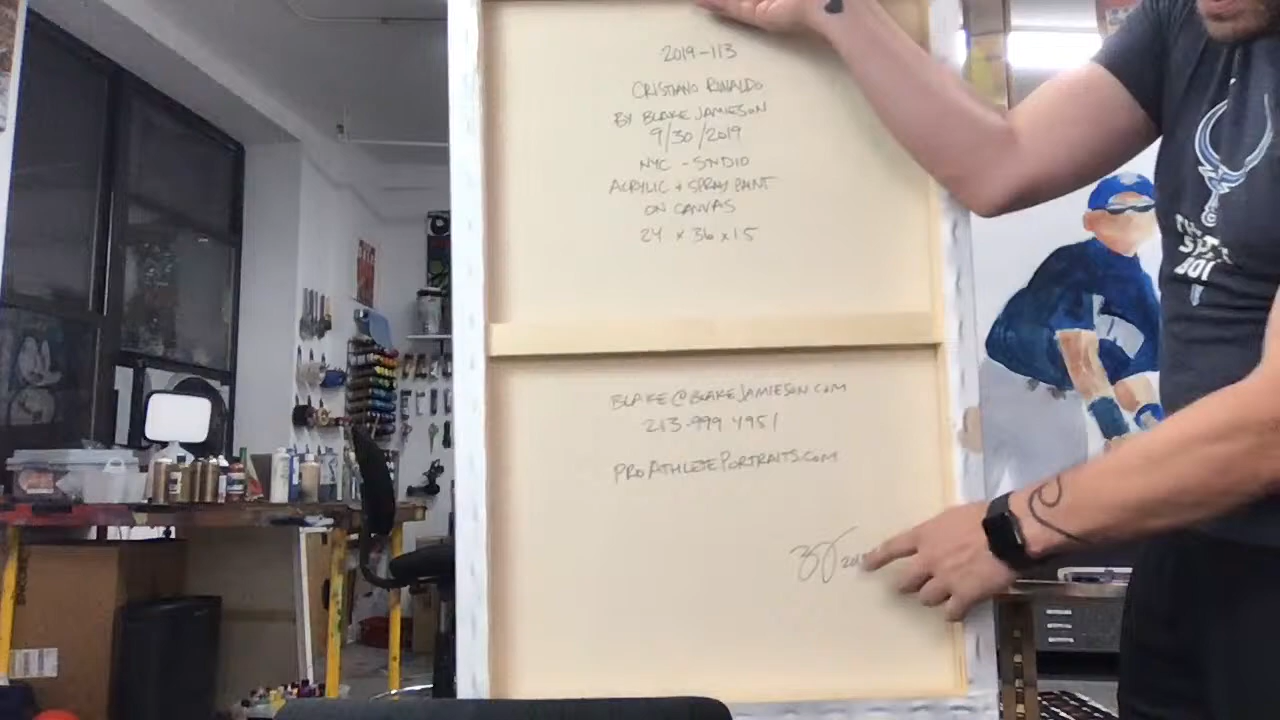 2019-113
CRISTIANO RONALDO
BY BLAKE JAMIESON
9/30/2019
NYC - STUDIO
ACRYLIC + SPRAY PAINT
ON CANVAS
24 x 36 x 1.5
BLAKE@BLAKEJAMIESON.COM
213.999.4951
PROATHLETEPORTRAITS.COM